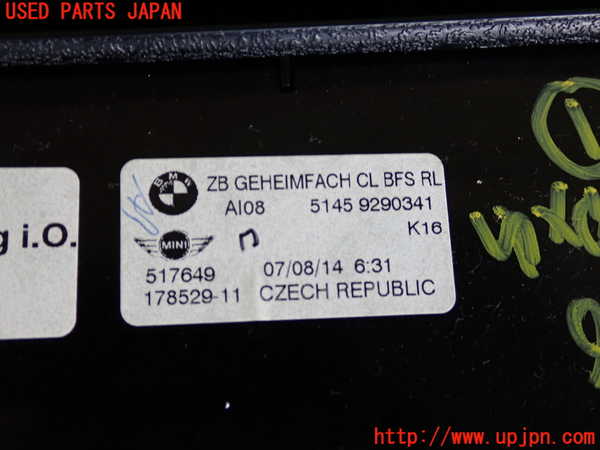 USED PARTS JAPAN
BMW
ZB GEHEIMFACH CL BFS RL
AI08 5145 9290341
K16
MINI
517649 07/08/14 6:31
178529-11 CZECH REPUBLIC
g i.O.
http://www.upjpn.com/